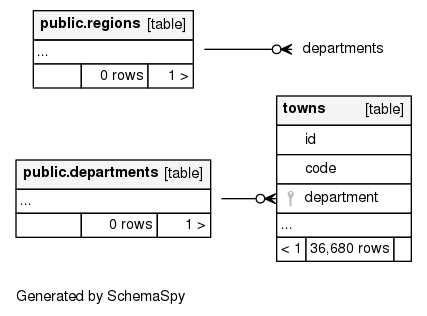 public.regions [table]
...
0 rows 1 >
departments
towns [table]
id
code
department
...
< 1 36,680 rows
public.departments [table]
...
0 rows 1 >
Generated by SchemaSpy